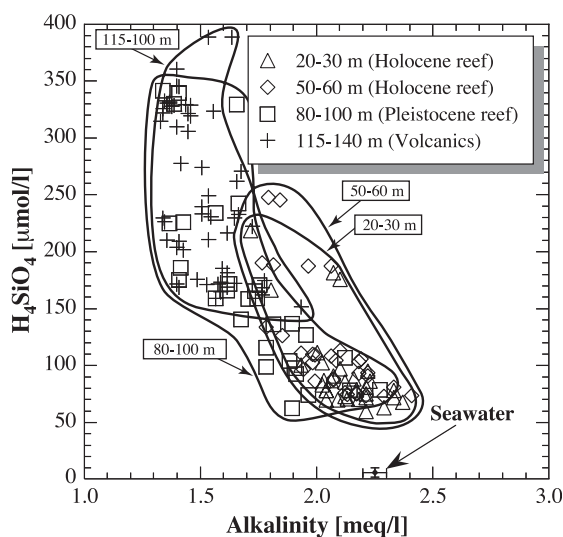 115-100 m
20-30 m (Holocene reef)
50-60 m (Holocene reef)
80-100 m (Pleistocene reef)
115-140 m (Volcanics)
50-60 m
20-30 m
80-100 m
Seawater
H4SiO4 [µmol/l]
400
350
300
250
200
150
100
50
0
1.0 1.5 2.0 2.5 3.0
Alkalinity [meq/l]